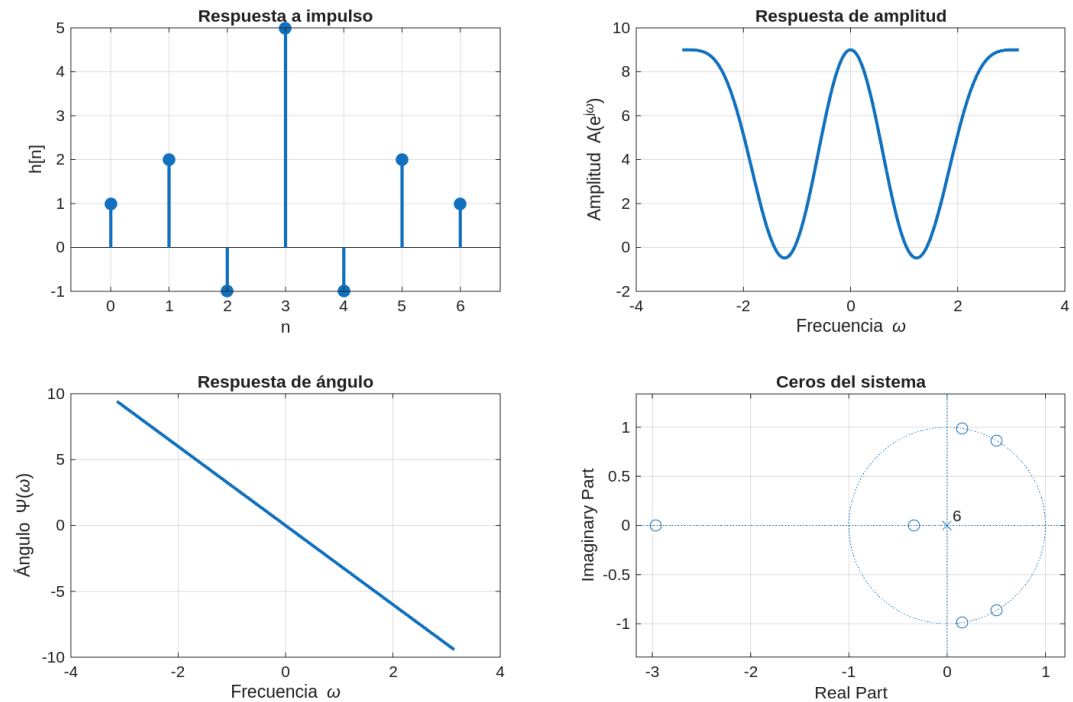 Respuesta a impulso
5
4
3
2
1
0
-1
h[n]
0 1 2 3 4 5 6
n
Respuesta de amplitud
10
8
6
4
2
0
-2
Amplitud A(e^jω)
-4 -2 0 2 4
Frecuencia ω
Respuesta de ángulo
10
5
0
-5
-10
Ángulo Ψ(ω)
-4 -2 0 2 4
Frecuencia ω
Ceros del sistema
1
0.5
0
-0.5
-1
Imaginary Part
6
-3 -2 -1 0 1
Real Part